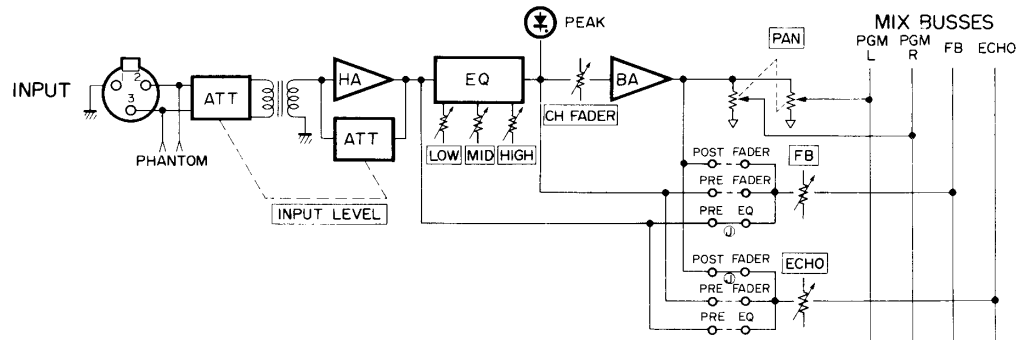 PEAK
MIX BUSSES
PAN
PGM L
PGM R
FB
ECHO
INPUT
1
2
3
ATT
HA
EQ
BA
CH FADER
ATT
LOW
MID
HIGH
PHANTOM
INPUT LEVEL
POST FADER
FB
PRE FADER
PRE EQ
J
POST FADER
ECHO
J
PRE FADER
PRE EQ